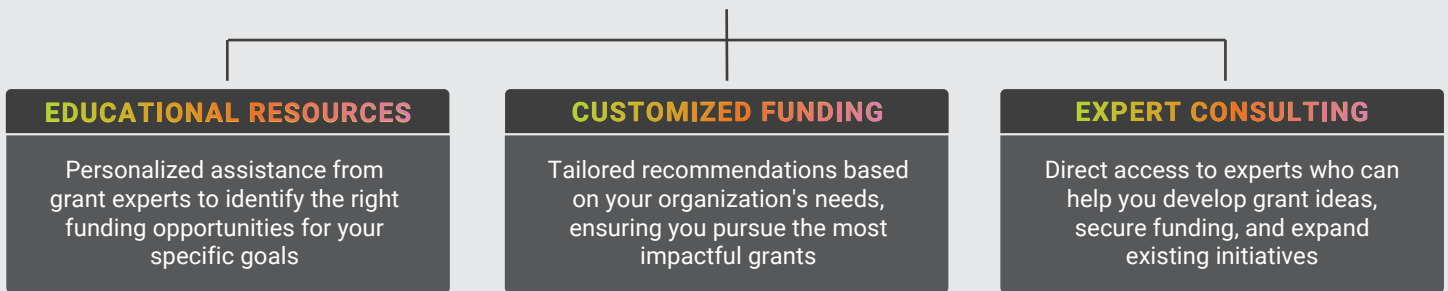 EDUCATIONAL RESOURCES
Personalized assistance from
grant experts to identify the right
funding opportunities for your
specific goals
CUSTOMIZED FUNDING
Tailored recommendations based
on your organization's needs,
ensuring you pursue the most
impactful grants
EXPERT CONSULTING
Direct access to experts who can
help you develop grant ideas,
secure funding, and expand
existing initiatives